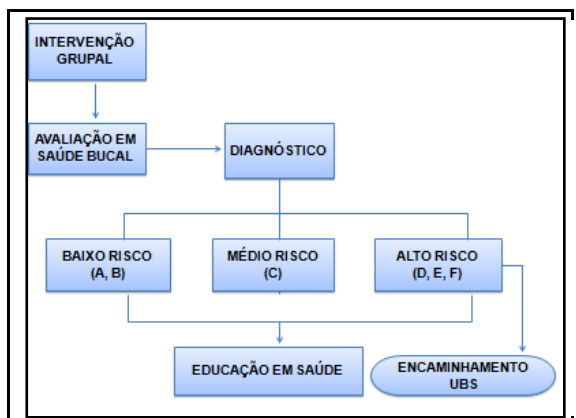 INTERVENÇÃO
GRUPAL
AVALIAÇÃO EM
SAÚDE BUCAL
DIAGNÓSTICO
BAIXO RISCO
(A, B)
MÉDIO RISCO
(C)
ALTO RISCO
(D, E, F)
EDUCAÇÃO EM SAÚDE
ENCAMINHAMENTO
UBS